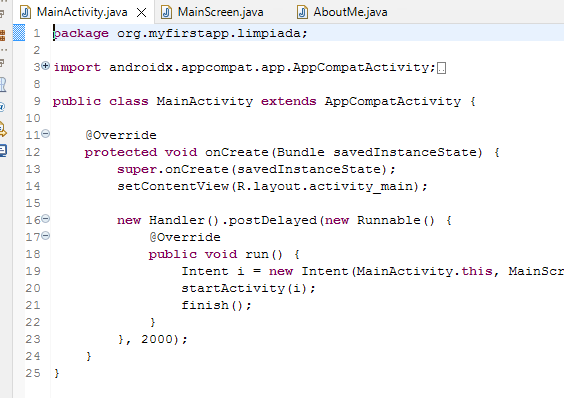 MainActivity.java MainScreen.java AboutMe.java
1 package org.myfirstapp.limpiada;
2
3 import androidx.appcompat.app.AppCompatActivity;
8
9 public class MainActivity extends AppCompatActivity {
10
11 @Override
12 protected void onCreate(Bundle savedInstanceState) {
13 super.onCreate(savedInstanceState);
14 setContentView(R.layout.activity_main);
15
16 new Handler().postDelayed(new Runnable() {
17 @Override
18 public void run() {
19 Intent i = new Intent(MainActivity.this, MainScr
20 startActivity(i);
21 finish();
22 }
23 }, 2000);
24 }
25 }